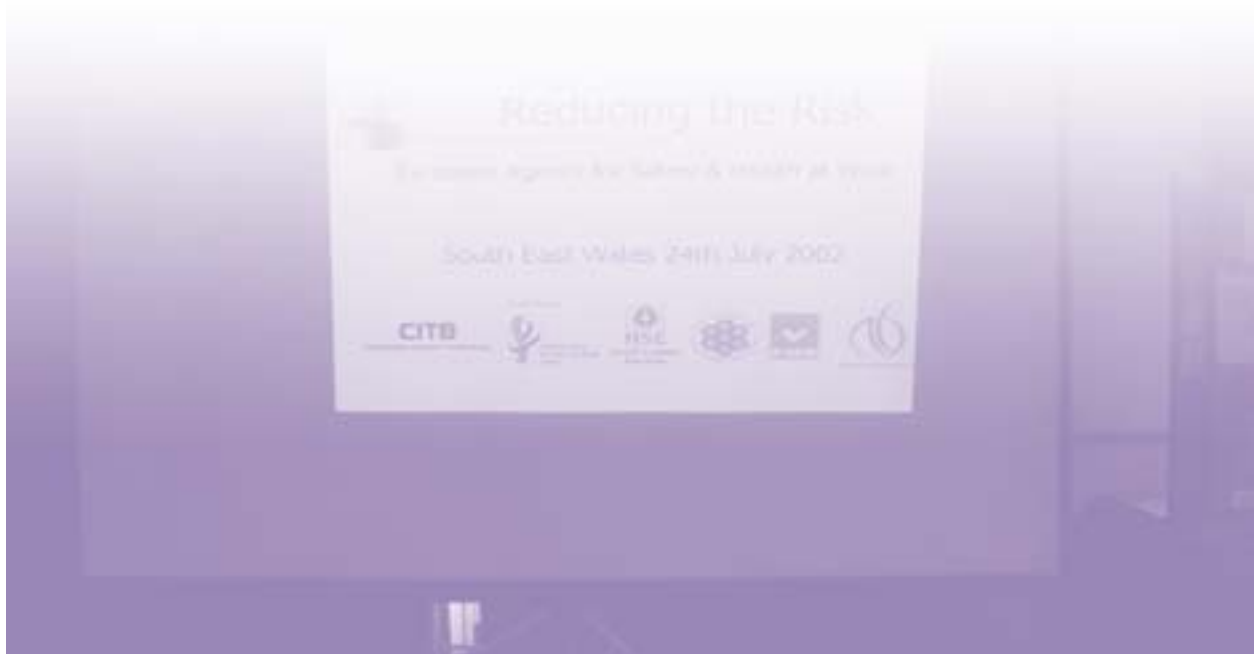 Reducing the Risk
European Agency for Safety & Health at Work
South East Wales 24th July 2002
CITB
HSE